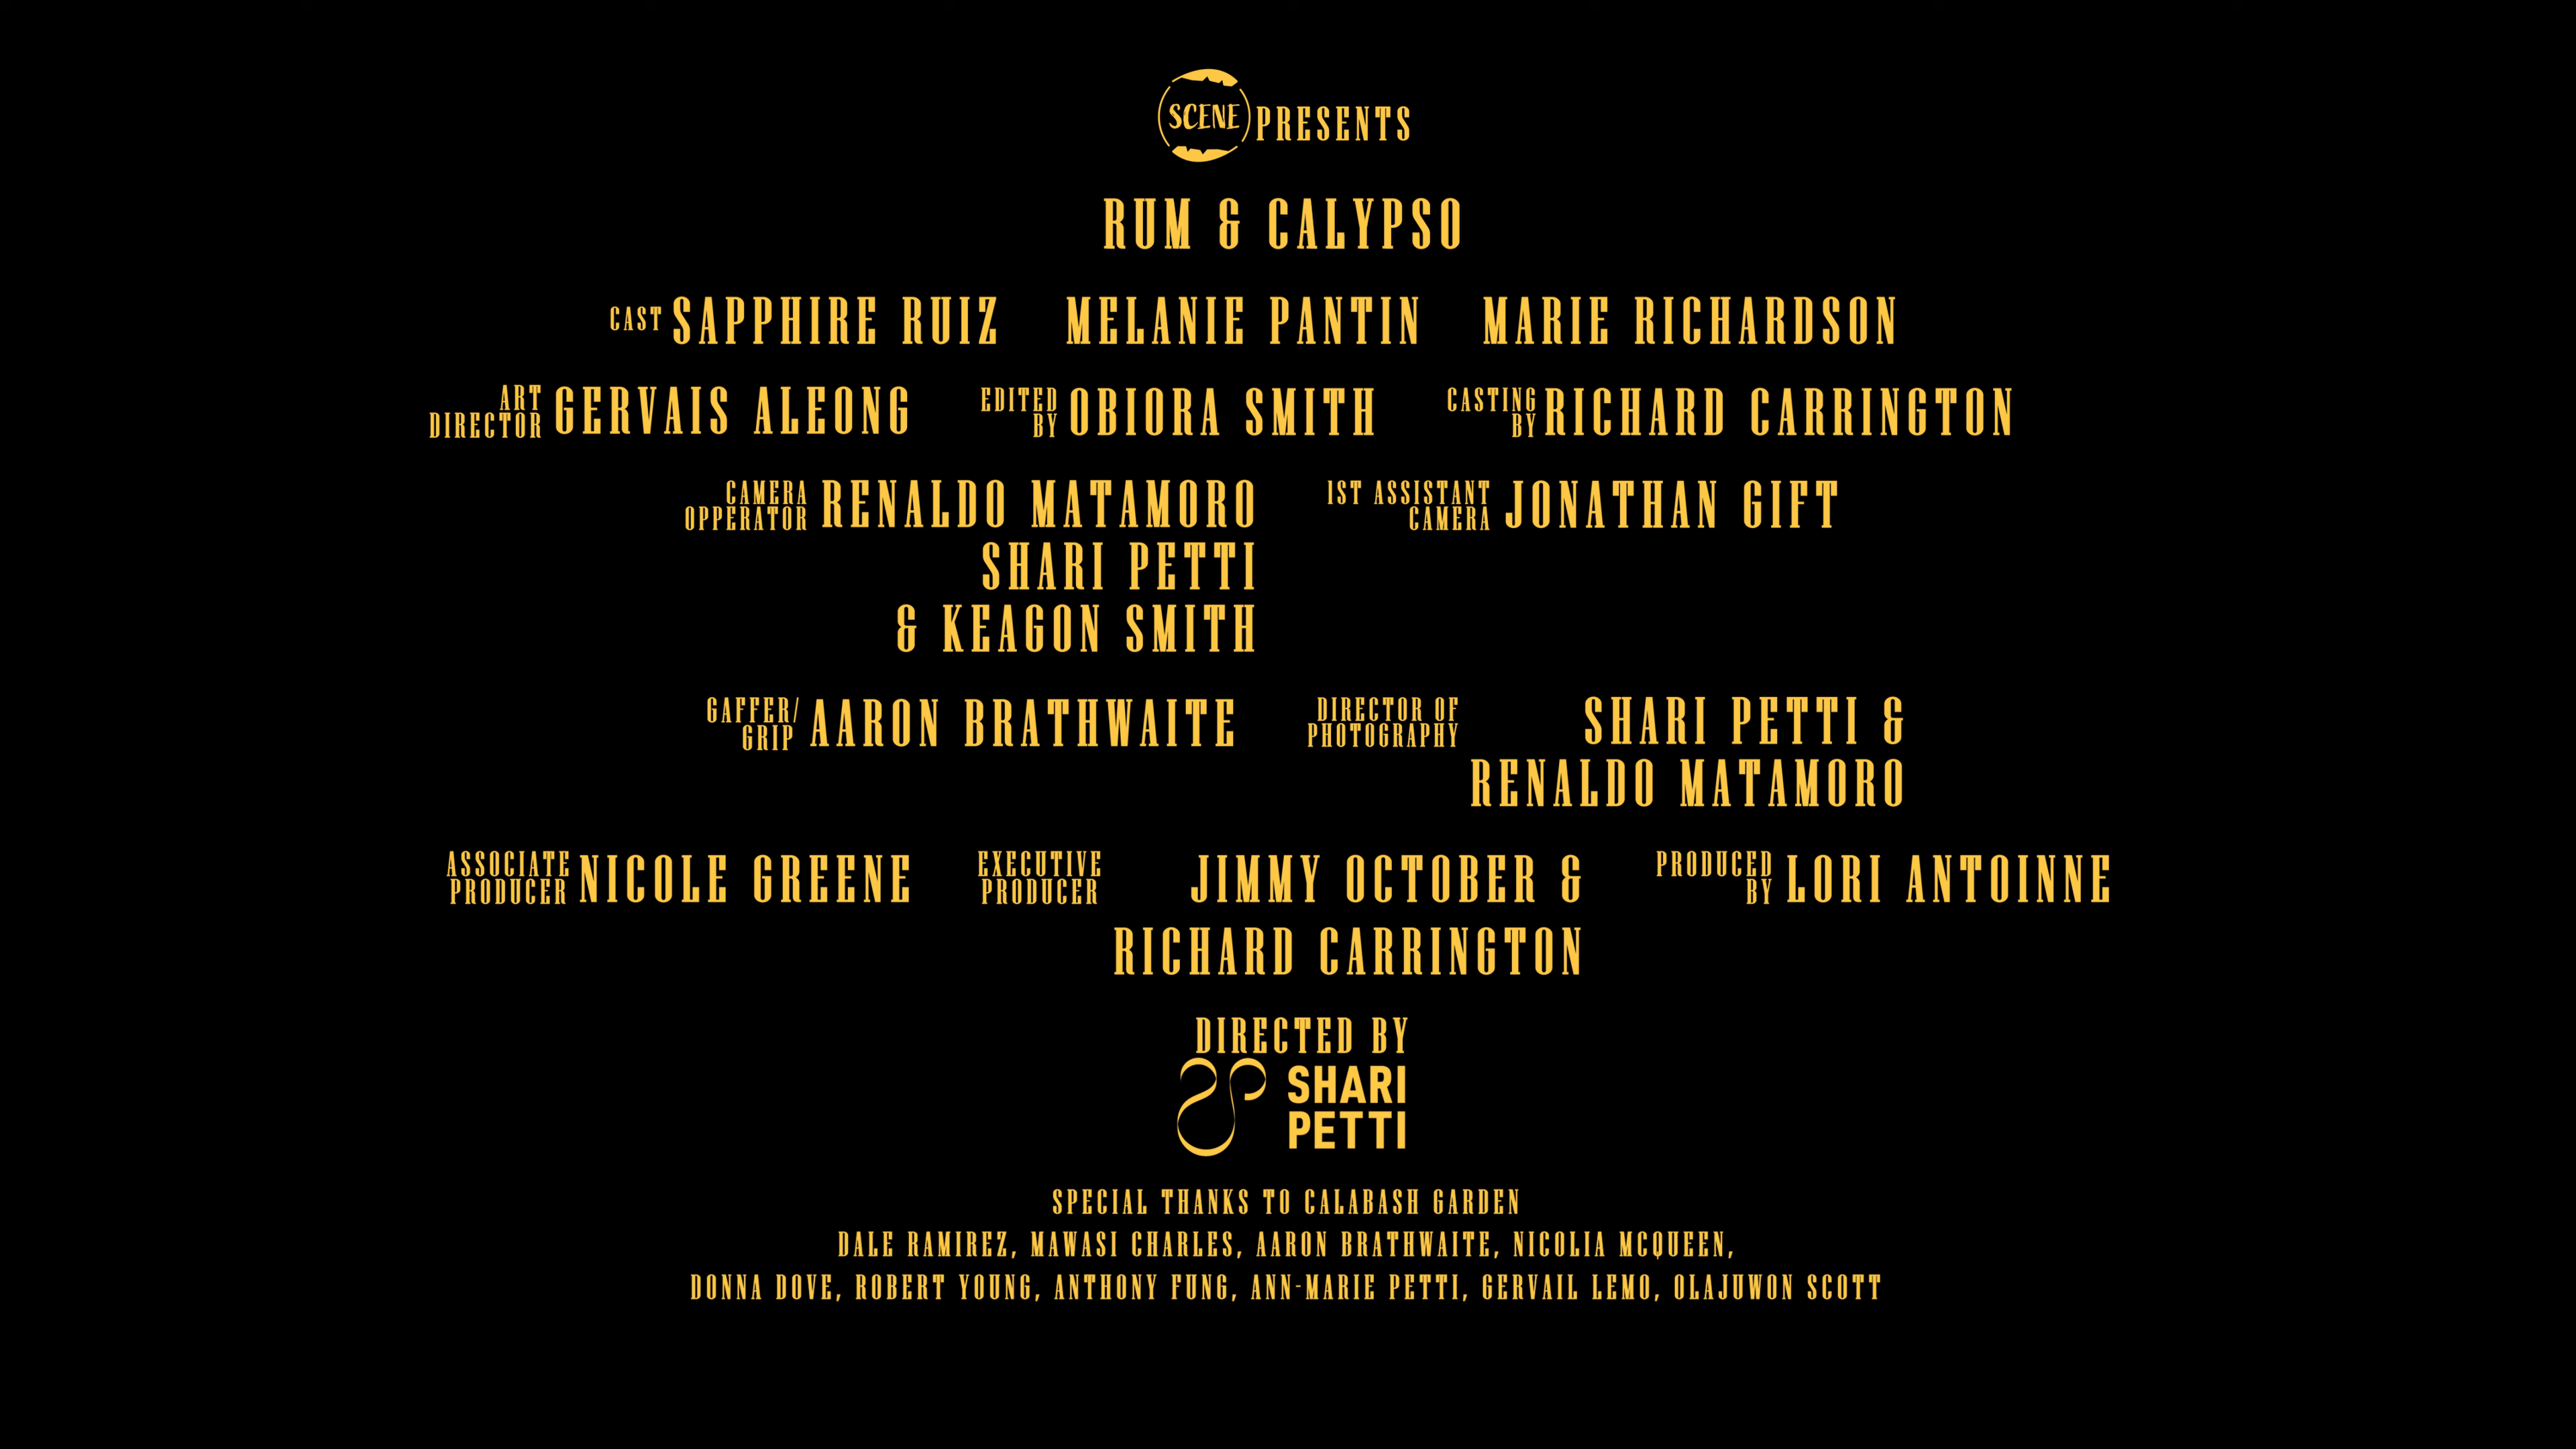 SCENE PRESENTS
RUM & CALYPSO
CAST SAPPHIRE RUIZ MELANIE PANTIN MARIE RICHARDSON
ART DIRECTOR GERVAIS ALEONG EDITED BY OBIORA SMITH CASTING BY RICHARD CARRINGTON
CAMERA OPPERATOR RENALDO MATAMORO 1ST ASSISTANT CAMERA JONATHAN GIFT
SHARI PETTI
& KEAGON SMITH
GAFFER/ GRIP AARON BRATHWAITE DIRECTOR OF PHOTOGRAPHY SHARI PETTI &
RENALDO MATAMORO
ASSOCIATE PRODUCER NICOLE GREENE EXECUTIVE PRODUCER JIMMY OCTOBER & PRODUCED BY LORI ANTOINNE
RICHARD CARRINGTON
DIRECTED BY
SHARI
PETTI
SPECIAL THANKS TO CALABASH GARDEN
DALE RAMIREZ, MAWASI CHARLES, AARON BRATHWAITE, NICOLIA MCQUEEN,
DONNA DOVE, ROBERT YOUNG, ANTHONY FUNG, ANN-MARIE PETTI, GERVAIL LEMO, OLAJUWON SCOTT